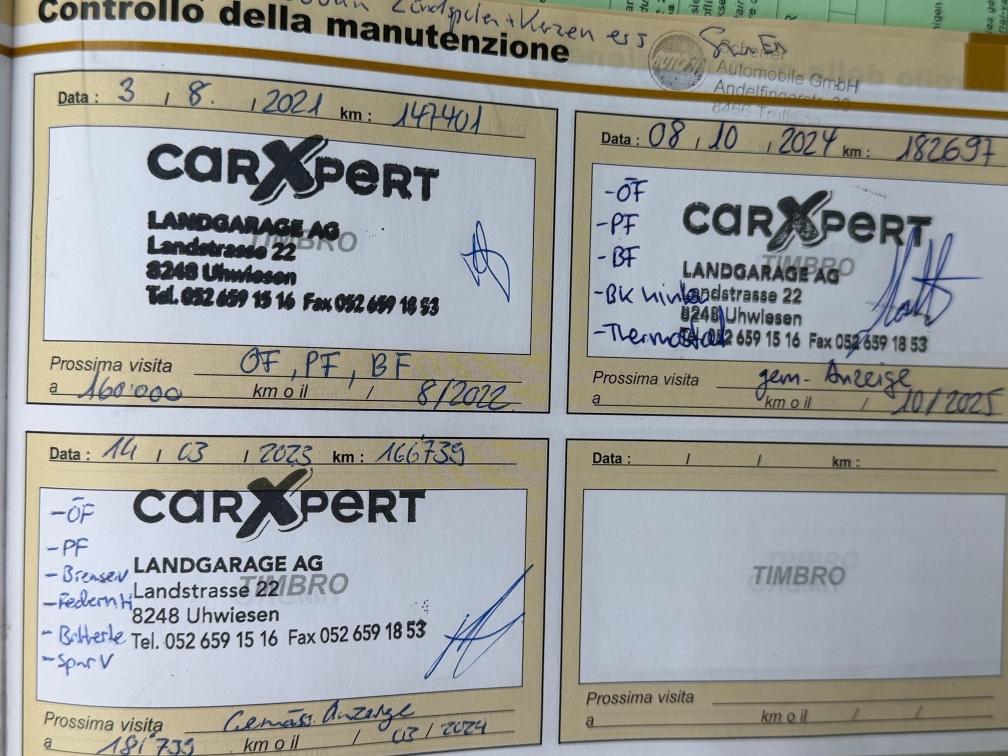 Zündspulen + Kerzen ers
Controllo della manutenzione
Automobile GmbH
Data : 3 / 8. / 2021 km : 147401
carXpert
LANDGARAGE AG
TIMBRO
Landstrasse 22
8248 Uhwiesen
Tel. 052 659 15 16 Fax 052 659 18 53
Prossima visita ÖF, PF, BF
a 160'000 km o il / 8/2022
Data : 08 / 10 / 2024 km : 182697
-ÖF
-PF
-BF
-BK hinten
-Thermostat
carXpert
TIMBRO
LANDGARAGE AG
Landstrasse 22
8248 Uhwiesen
Tel. 052 659 15 16 Fax 052 659 18 53
Prossima visita gem. Anzeige
a km o il / 10/2025
Data : 14 / 03 / 2023 km : 166739
-ÖF
-PF
-Bremsen
-Federn H
-Batterie
-Spur V
carXpert
LANDGARAGE AG
TIMBRO
Landstrasse 22
8248 Uhwiesen
Tel. 052 659 15 16 Fax 052 659 18 53
Prossima visita Gemäss Anzeige
a 181'739 km o il / 03/2024
Data : / / km :
TIMBRO
Prossima visita
a km o il / /